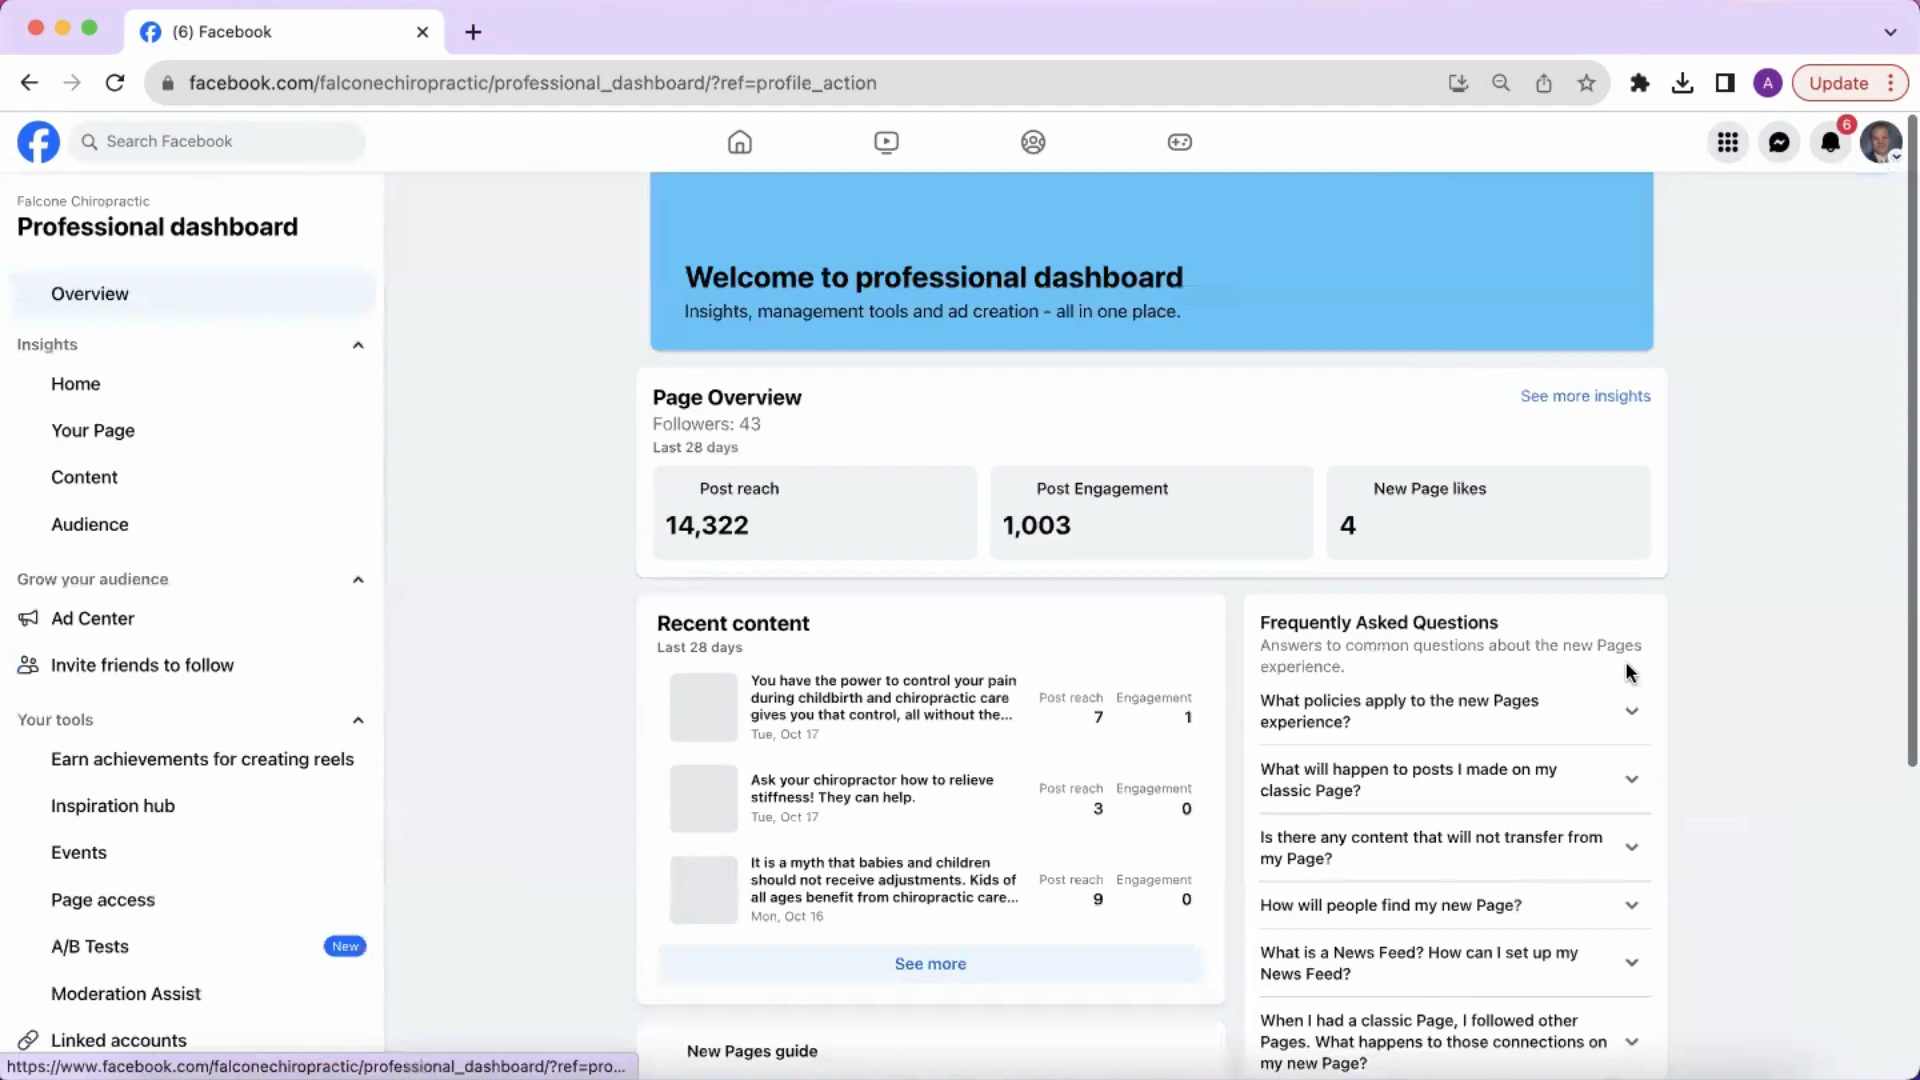 (6) Facebook
facebook.com/falconechiropractic/professional_dashboard/?ref=profile_action
A
Update
Search Facebook
6
Falcone Chiropractic
Professional dashboard
Overview
Insights
Home
Your Page
Content
Audience
Grow your audience
Ad Center
Invite friends to follow
Your tools
Earn achievements for creating reels
Inspiration hub
Events
Page access
A/B Tests
New
Moderation Assist
Linked accounts
https://www.facebook.com/falconechiropractic/professional_dashboard/?ref=pro...
Welcome to professional dashboard
Insights, management tools and ad creation - all in one place.
Page Overview
See more insights
Followers: 43
Last 28 days
Post reach
14,322
Post Engagement
1,003
New Page likes
4
Recent content
Last 28 days
You have the power to control your pain
during childbirth and chiropractic care
gives you that control, all without the...
Tue, Oct 17
Post reach Engagement
7 1
Ask your chiropractor how to relieve
stiffness! They can help.
Tue, Oct 17
Post reach Engagement
3 0
It is a myth that babies and children
should not receive adjustments. Kids of
all ages benefit from chiropractic care...
Mon, Oct 16
Post reach Engagement
9 0
See more
New Pages guide
Frequently Asked Questions
Answers to common questions about the new Pages
experience.
What policies apply to the new Pages
experience?
What will happen to posts I made on my
classic Page?
Is there any content that will not transfer from
my Page?
How will people find my new Page?
What is a News Feed? How can I set up my
News Feed?
When I had a classic Page, I followed other
Pages. What happens to those connections on
my new Page?